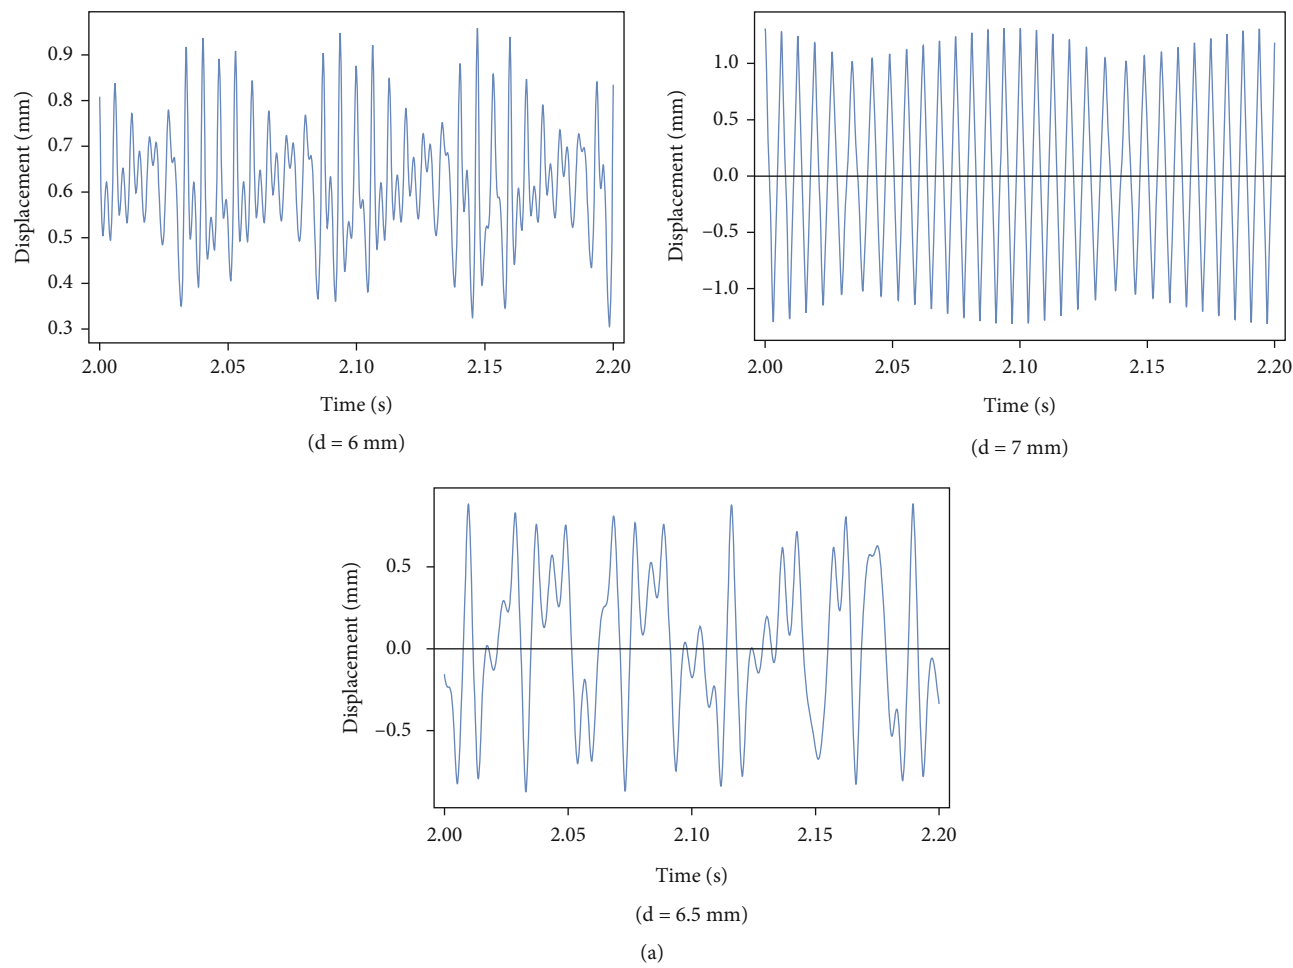 Displacement (mm)
0.9
0.8
0.7
0.6
0.5
0.4
0.3
2.00 2.05 2.10 2.15 2.20
Time (s)
(d = 6 mm)
Displacement (mm)
1.0
0.5
0.0
–0.5
–1.0
2.00 2.05 2.10 2.15 2.20
Time (s)
(d = 7 mm)
Displacement (mm)
0.5
0.0
–0.5
2.00 2.05 2.10 2.15 2.20
Time (s)
(d = 6.5 mm)
(a)